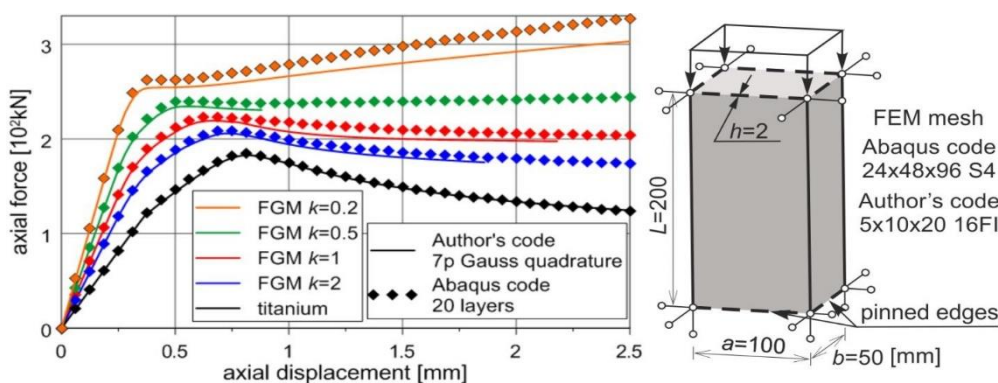 axial force [10²kN]
3
2
1
0
0
0.5
1
1.5
2
2.5
axial displacement [mm]
FGM k=0.2
FGM k=0.5
FGM k=1
FGM k=2
titanium
Author's code
7p Gauss quadrature
Abaqus code
20 layers
h=2
L=200
a=100
b=50 [mm]
pinned edges
FEM mesh
Abaqus code
24x48x96 S4
Author's code
5x10x20 16FI